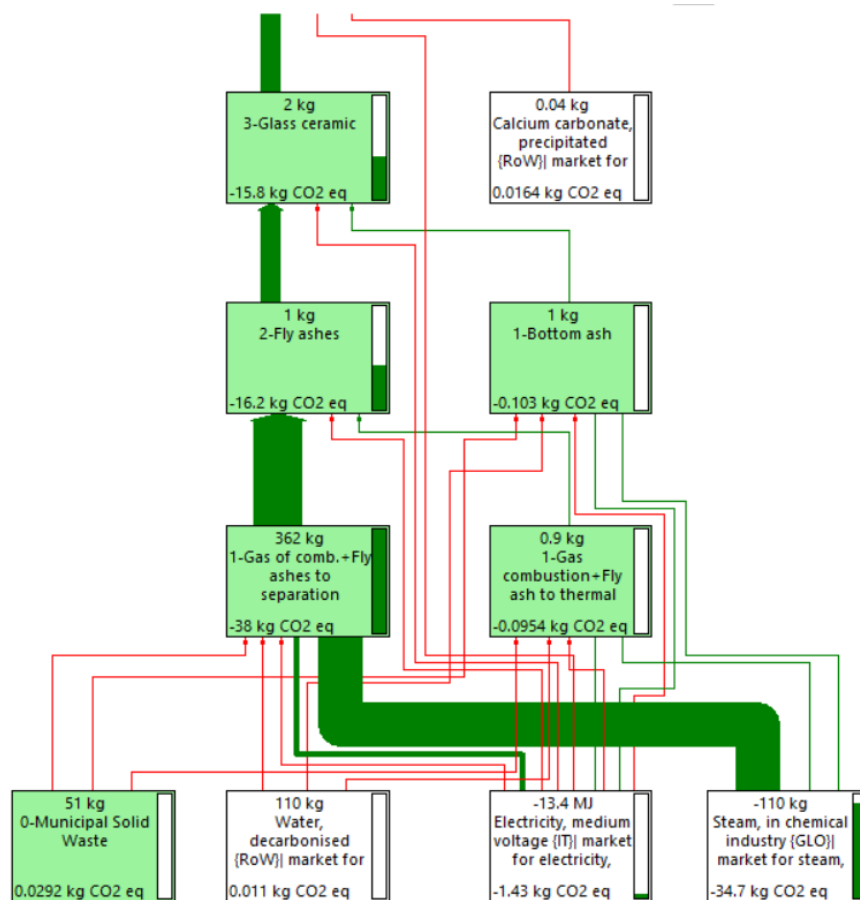 2 kg
3-Glass ceramic
-15.8 kg CO2 eq
0.04 kg
Calcium carbonate,
precipitated
{RoW}| market for
0.0164 kg CO2 eq
1 kg
2-Fly ashes
-16.2 kg CO2 eq
1 kg
1-Bottom ash
-0.103 kg CO2 eq
362 kg
1-Gas of comb.+Fly
ashes to
separation
-38 kg CO2 eq
0.9 kg
1-Gas
combustion+Fly
ash to thermal
-0.0954 kg CO2 eq
51 kg
0-Municipal Solid
Waste
0.0292 kg CO2 eq
110 kg
Water,
decarbonised
{RoW}| market for
0.011 kg CO2 eq
-13.4 MJ
Electricity, medium
voltage {IT}| market
for electricity,
-1.43 kg CO2 eq
-110 kg
Steam, in chemical
industry {GLO}|
market for steam,
-34.7 kg CO2 eq